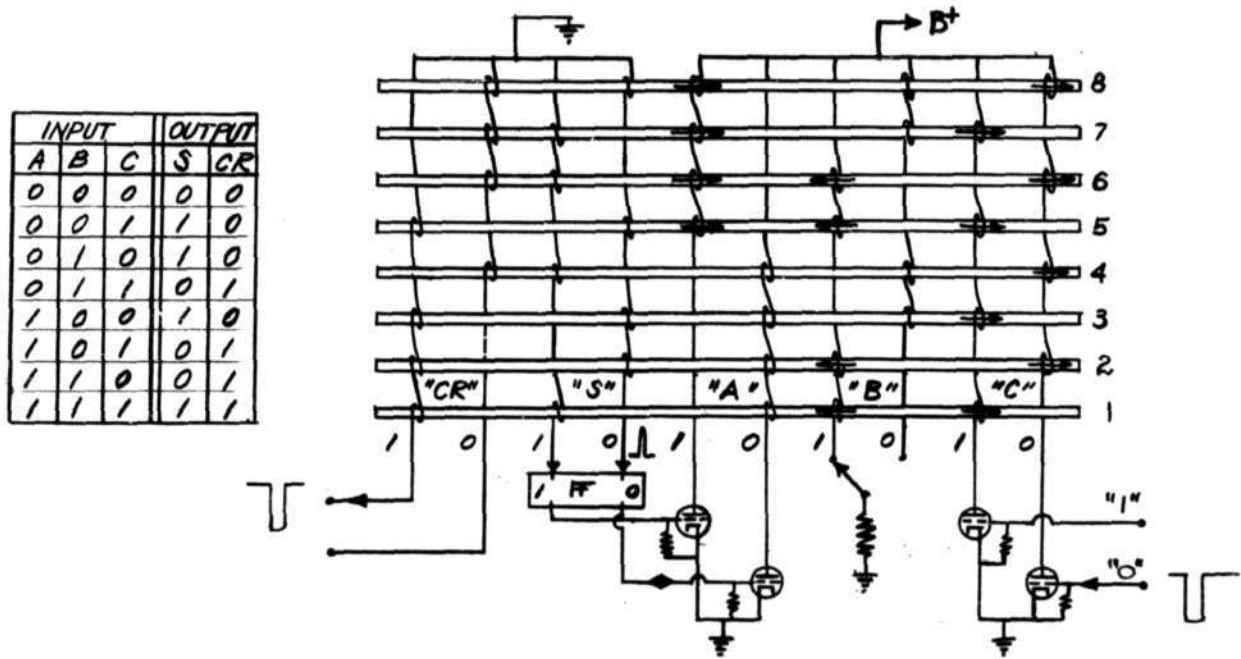 B+
8
7
6
5
4
3
2
1
INPUT OUTPUT
A B C S CR
0 0 0 0 0
0 0 1 1 0
0 1 0 1 0
0 1 1 0 1
1 0 0 1 0
1 0 1 0 1
1 1 0 0 1
1 1 1 1 1
"CR" "S" "A" "B" "C"
1 0 1 0 1 0 1 0 1 0
1 FF 0
"1"
"0"